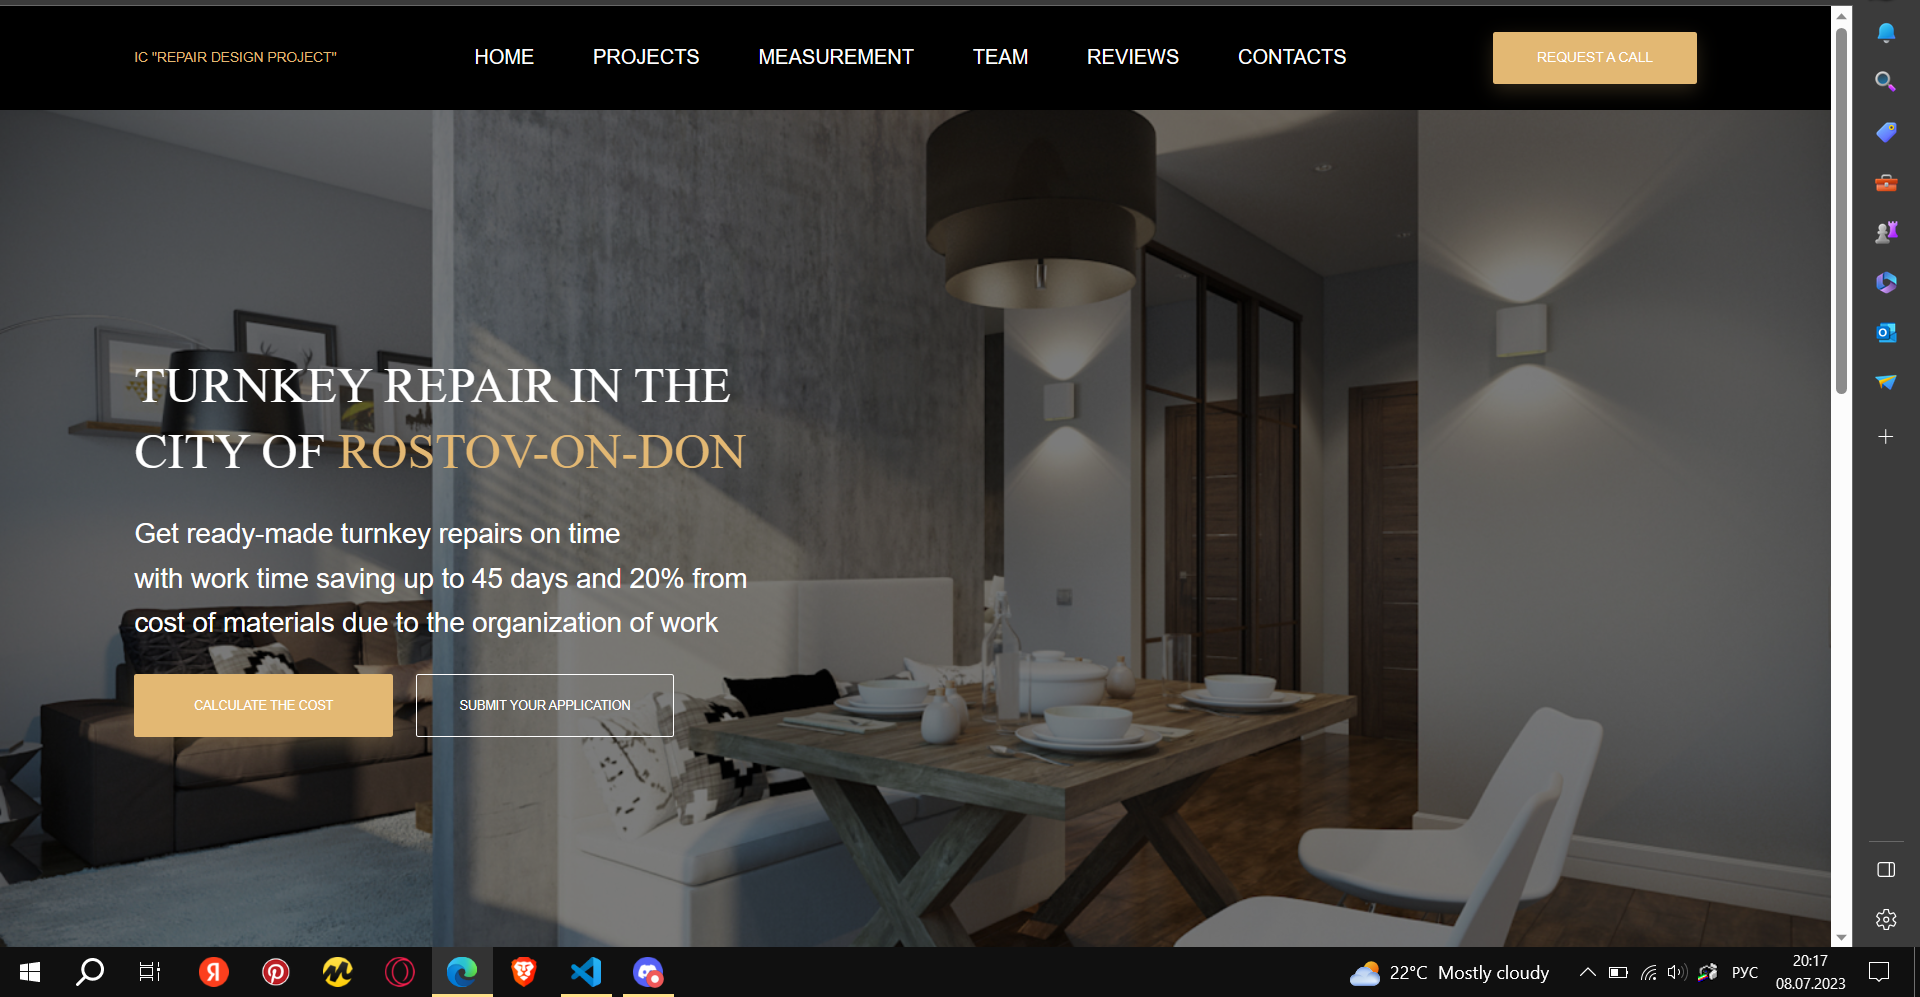 IC "REPAIR DESIGN PROJECT"
HOME PROJECTS MEASUREMENT TEAM REVIEWS CONTACTS
REQUEST A CALL
TURNKEY REPAIR IN THE
CITY OF ROSTOV-ON-DON
Get ready-made turnkey repairs on time
with work time saving up to 45 days and 20% from
cost of materials due to the organization of work
CALCULATE THE COST
SUBMIT YOUR APPLICATION
22°C Mostly cloudy
РУС
20:17
08.07.2023